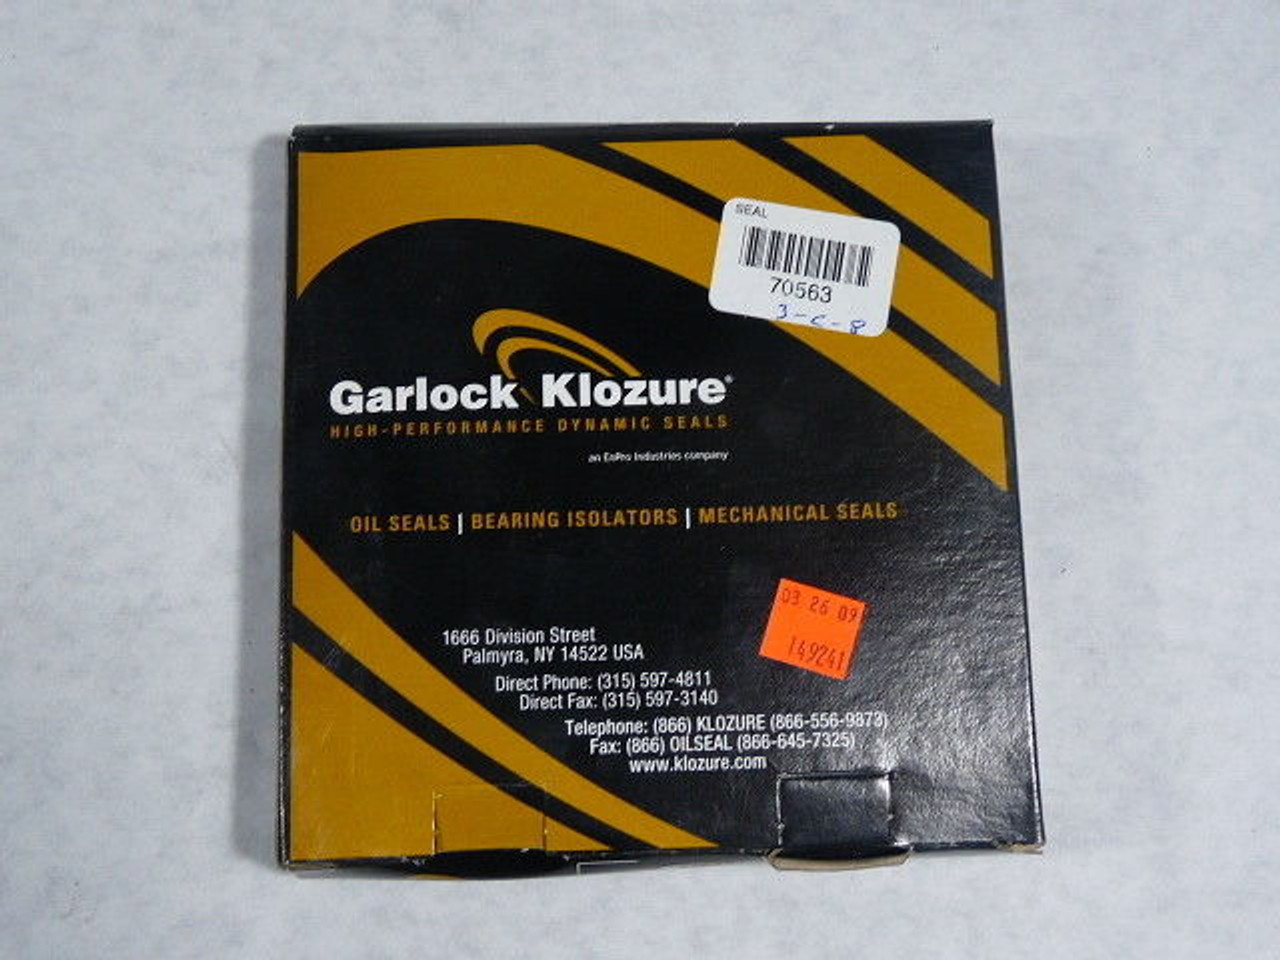 SEAL
70563
3-C-8
Garlock Klozure®
HIGH-PERFORMANCE DYNAMIC SEALS
an EnPro Industries company
OIL SEALS | BEARING ISOLATORS | MECHANICAL SEALS
03 26 09
149241
1666 Division Street
Palmyra, NY 14522 USA
Direct Phone: (315) 597-4811
Direct Fax: (315) 597-3140
Telephone: (866) KLOZURE (866-556-9873)
Fax: (866) OILSEAL (866-645-7325)
www.klozure.com